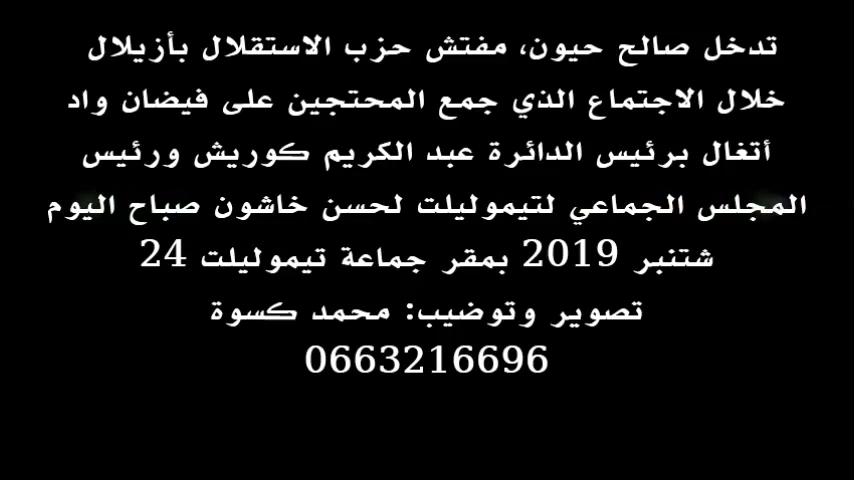 تدخل صالح حيون، مفتش حزب الاستقلال بأزيلال
خلال الاجتماع الذي جمع المحتجين على فيضان واد
أتغال برئيس الدائرة عبد الكريم كوريش ورئيس
المجلس الجماعي لتيموليلت لحسن خاشون صباح اليوم
شتنبر 2019 بمقر جماعة تيموليلت 24
تصوير وتوضيب: محمد كسوة
0663216696